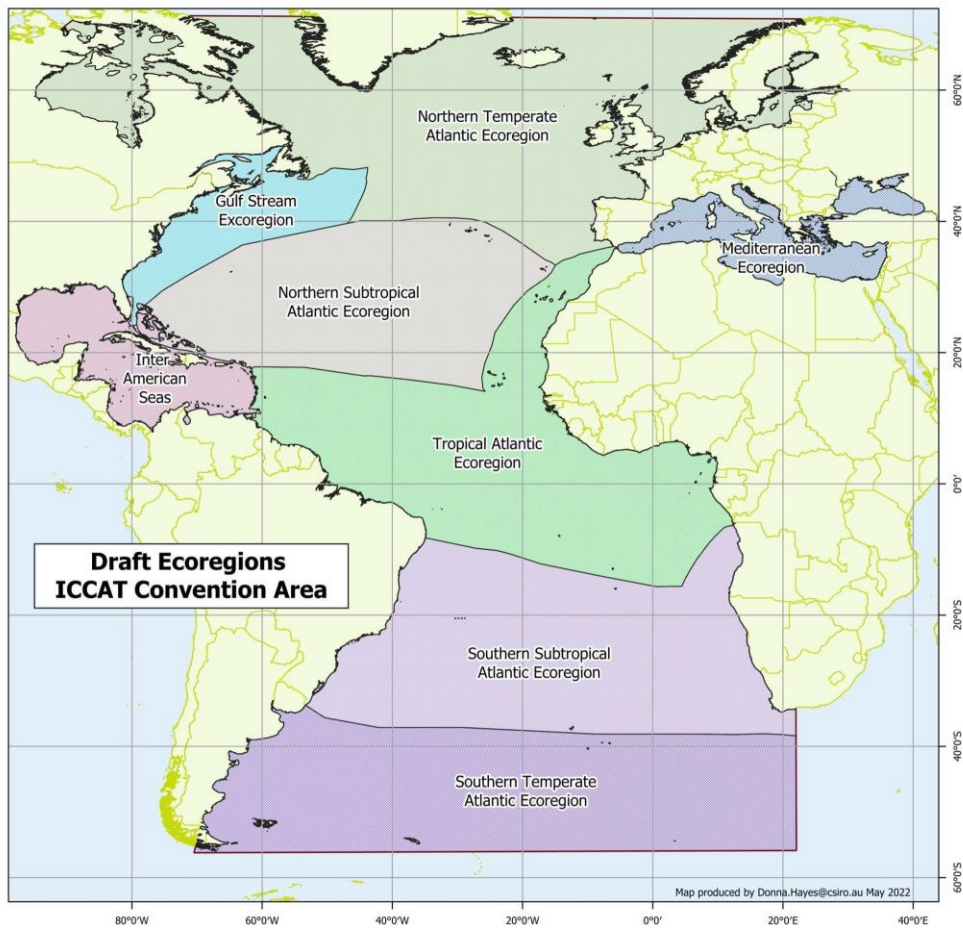 Northern Temperate
Atlantic Ecoregion
60°0'N
Gulf Stream
Excoregion
40°0'N
Mediterranean
Ecoregion
Northern Subtropical
Atlantic Ecoregion
20°0'N
Inter
American
Seas
Tropical Atlantic
Ecoregion
0°0'
Draft Ecoregions
ICCAT Convention Area
20°0'S
Southern Subtropical
Atlantic Ecoregion
40°0'S
Southern Temperate
Atlantic Ecoregion
60°0'S
Map produced by Donna.Hayes@csiro.au May 2022
80°0'W 60°0'W 40°0'W 20°0'W 0°0' 20°0'E 40°0'E